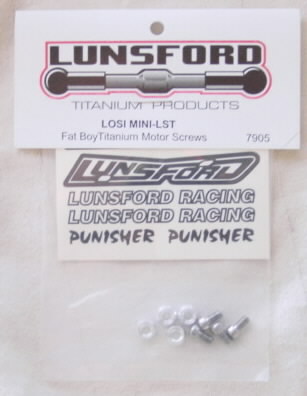 LUNSFORD
TITANIUM PRODUCTS
LOSI MINI-LST
Fat BoyTitanium Motor Screws 7905
LUNSFORD
LUNSFORD RACING
LUNSFORD RACING
PUNISHER PUNISHER